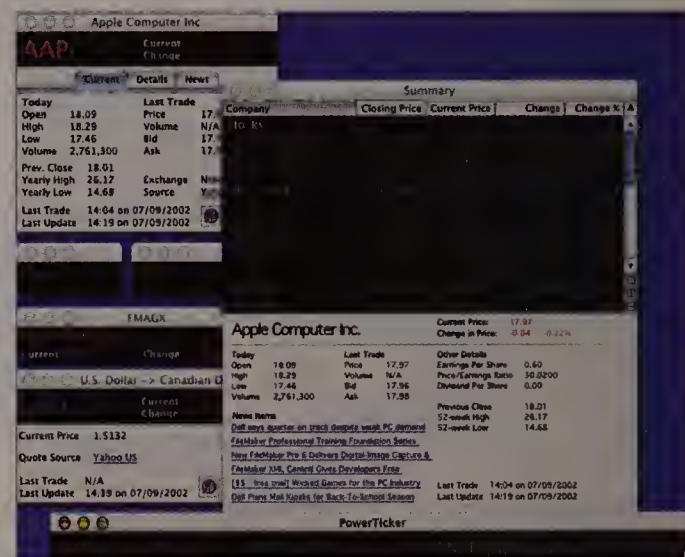 Apple Computer Inc
AAP
Current
Change
Current Details News
Today Last Trade
Open 18.09 Price 17.
High 18.29 Volume N/A
Low 17.46 Bid 17.
Volume 2,761,300 Ask 17.
Prev. Close 18.01
Yearly High 26.17 Exchange
Yearly Low 14.68 Source
Last Trade 14:04 on 07/09/2002
Last Update 14:19 on 07/09/2002
FMAGX
Current Change
U.S. Dollar -> Canadian D
Current
Change
Current Price 1.5132
Quote Source Yahoo US
Last Trade N/A
Last Update 14:19 on 07/09/2002
Summary
Company Closing Price Current Price Change Change %
Apple Computer Inc.
Current Price: 17.97
Change in Price: -0.04 -0.22%
Today Last Trade Other Details
Open 18.09 Price 17.97 Earnings Per Share 0.60
High 18.29 Volume N/A Price/Earnings Ratio 30.0200
Low 17.46 Bid 17.96 Dividend Per Share 0.00
Volume 2,761,300 Ask 17.98
Previous Close 18.01
52-week High 26.17
52-week Low 14.68
News Items
Dell says quarter on track despite weak PC demand
FileMaker Professional Training Foundation Series
New FileMaker Pro 6 Delivers Digital-Image Capture &
FileMaker XML Central Gives Developers Free
free trial] Wicked Games for the PC Industry
Dell Plans Mall Kiosks for Back-To-School Season
Last Trade 14:04 on 07/09/2002
Last Update 14:19 on 07/09/2002
PowerTicker